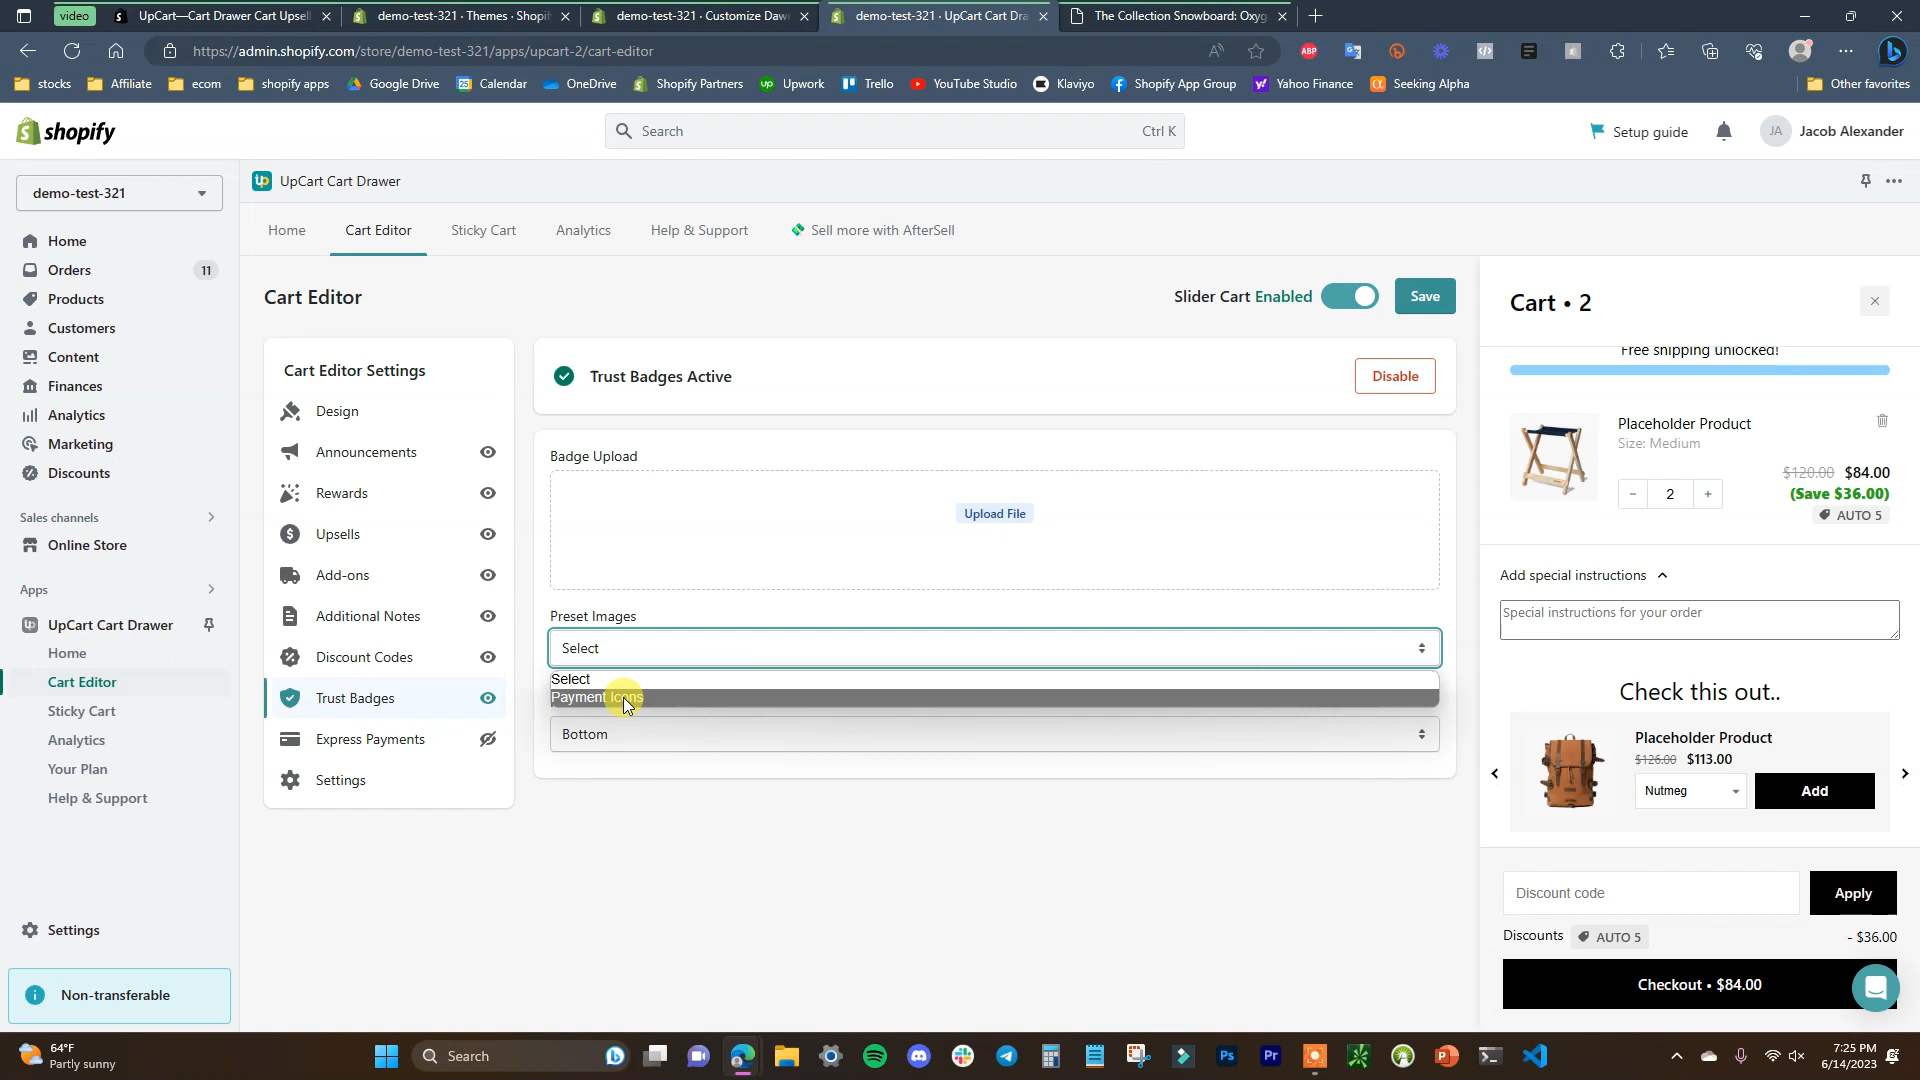 video
UpCart—Cart Drawer Cart Upsell
demo-test-321 · Themes · Shopif
demo-test-321 · Customize Daw
demo-test-321 · UpCart Cart Dra
The Collection Snowboard: Oxyg
https://admin.shopify.com/store/demo-test-321/apps/upcart-2/cart-editor
ABP
stocks
Affiliate
ecom
shopify apps
Google Drive
Calendar
OneDrive
Shopify Partners
Upwork
Trello
YouTube Studio
Klaviyo
Shopify App Group
Yahoo Finance
Seeking Alpha
Other favorites
shopify
Search
Ctrl K
Setup guide
JA
Jacob Alexander
demo-test-321
UpCart Cart Drawer
Home
Cart Editor
Sticky Cart
Analytics
Help & Support
Sell more with AfterSell
Home
Orders
11
Products
Customers
Content
Finances
Analytics
Marketing
Discounts
Sales channels
Online Store
Apps
UpCart Cart Drawer
Home
Cart Editor
Sticky Cart
Analytics
Your Plan
Help & Support
Settings
Non-transferable
Cart Editor
Slider Cart Enabled
Save
Cart Editor Settings
Design
Announcements
Rewards
Upsells
Add-ons
Additional Notes
Discount Codes
Trust Badges
Express Payments
Settings
Trust Badges Active
Disable
Badge Upload
Upload File
Preset Images
Select
Select
Payment Icons
Bottom
Cart • 2
Free shipping unlocked!
Placeholder Product
Size: Medium
$120.00 $84.00
(Save $36.00)
− 2 +
AUTO 5
Add special instructions
Special instructions for your order
Check this out..
Placeholder Product
$126.00 $113.00
Nutmeg
Add
Discount code
Apply
Discounts
AUTO 5
- $36.00
Checkout • $84.00
64°F
Partly sunny
Search
7:25 PM
6/14/2023